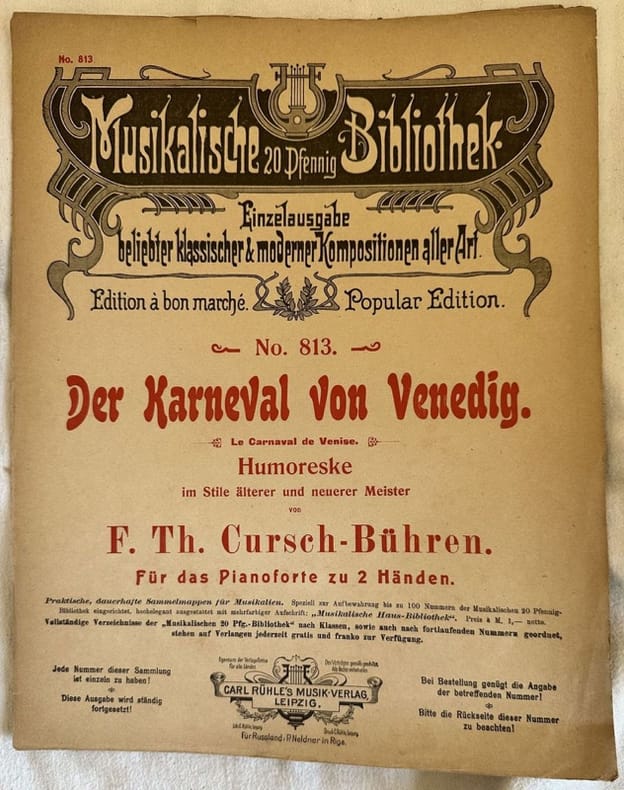 No. 813
Musikalische 20 Pfennig Bibliothek.
Einzelausgabe
beliebter klassischer & moderner Kompositionen aller Art.
Edition à bon marché. Popular Edition.
No. 813.
Der Karneval von Venedig.
Le Carnaval de Venise.
Humoreske
im Stile älterer und neuerer Meister
von
F. Th. Cursch-Bühren.
Für das Pianoforte zu 2 Händen.
Praktische, dauerhafte Sammelmappen für Musikalien. Speziell zur Aufbewahrung bis zu 100 Nummern der Musikalischen 20 Pfennig-
Bibliothek eingerichtet, hochelegant ausgestattet mit mehrfarbiger Aufschrift: „Musikalische Haus-Bibliothek“. Preis à M. 1,— netto.
Vollständige Verzeichnisse der „Musikalischen 20 Pfg.-Bibliothek“ nach Klassen, sowie auch nach fortlaufenden Nummern geordnet,
stehen auf Verlangen jederzeit gratis und franko zur Verfügung.
Jede Nummer dieser Sammlung
ist einzeln zu haben!
Diese Ausgabe wird ständig
fortgesetzt!
Eigentum der Verlagsfirma
für alle Länder.
CARL RÜHLE'S MUSIK-VERLAG,
LEIPZIG.
Für Russland: P. Neldner in Riga.
Bei Bestellung genügt die Angabe
der betreffenden Nummer!
Bitte die Rückseite dieser Nummer
zu beachten!